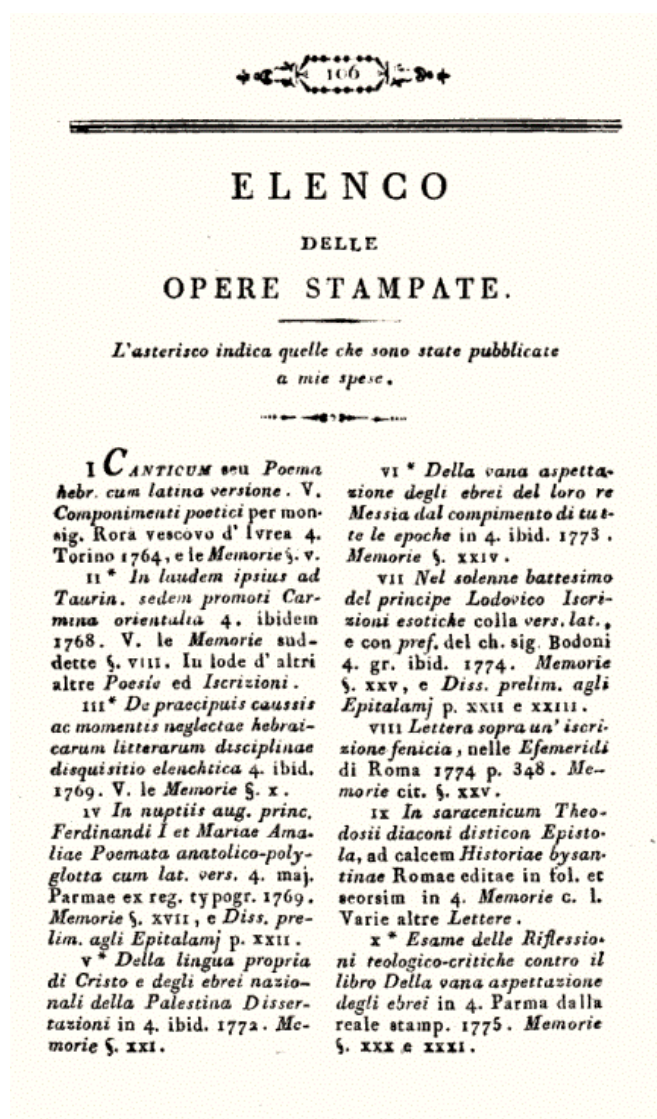 106
ELENCO
DELLE
OPERE STAMPATE.
L'asterisco indica quelle che sono state pubblicate
a mie spese.
I CANTICUM seu Poema
hebr. cum latina versione. V.
Componimenti poetici per mon-
sig. Rorà vescovo d' Ivrea 4.
Torino 1764, e le Memorie §. v.
II * In laudem ipsius ad
Taurin. sedem promoti Car-
mina orientalia 4. ibidem
1768. V. le Memorie sud-
dette §. VIII. In lode d' altri
altre Poesie ed Iscrizioni.
III* De praecipuis caussis
ac momentis neglectae hebrai-
carum litterarum disciplinae
disquisitio elenchtica 4. ibid.
1769. V. le Memorie §. x.
IV In nuptiis aug. princ.
Ferdinandi I et Mariae Ama-
liae Poemata anatolico-poly-
glotta cum lat. vers. 4. maj.
Parmae ex reg. typogr. 1769.
Memorie §. XVII, e Diss. pre-
lim. agli Epitalamj p. XXII.
V * Della lingua propria
di Cristo e degli ebrei nazio-
nali della Palestina Disser-
tazioni in 4. ibid. 1772. Me-
morie §. XXI.
VI * Della vana aspetta-
zione degli ebrei del loro re
Messia dal compimento di tut-
te le epoche in 4. ibid. 1773.
Memorie §. XXIV.
VII Nel solenne battesimo
del principe Lodovico Iscri-
zioni esotiche colla vers. lat.,
e con pref. del ch. sig. Bodoni
4. gr. ibid. 1774. Memorie
§. XXV, e Diss. prelim. agli
Epitalamj p. XXII e XXIII.
VIII Lettera sopra un' iscri-
zione fenicia, nelle Efemeridi
di Roma 1774 p. 348. Me-
morie cit. §. XXV.
IX In saracenicum Theo-
dosii diaconi disticon Episto-
la, ad calcem Historiae bysan-
tinae Romae editae in fol. et
seorsim in 4. Memorie c. l.
Varie altre Lettere.
X * Esame delle Riflessio-
ni teologico-critiche contro il
libro Della vana aspettazione
degli ebrei in 4. Parma dalla
reale stamp. 1775. Memorie
§. XXX e XXXI.